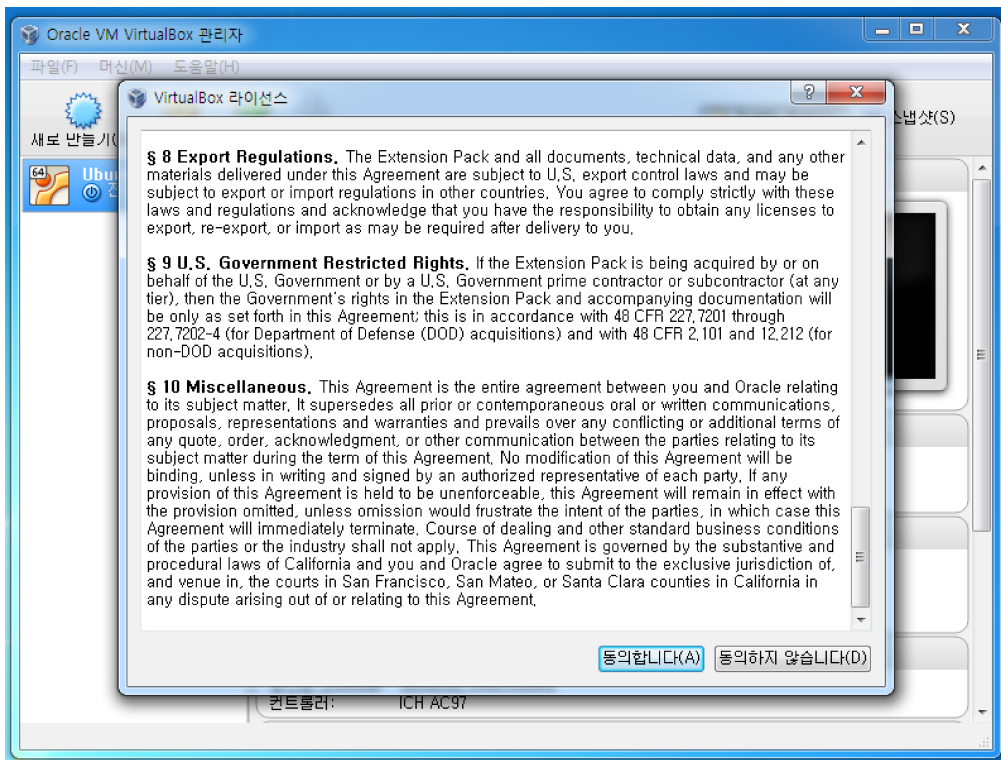 Oracle VM VirtualBox 관리자
파일(F) 머신(M) 도움말(H)
VirtualBox 라이선스
새로 만들기(
스냅샷(S)
64
Ubu
§ 8 Export Regulations. The Extension Pack and all documents, technical data, and any other
materials delivered under this Agreement are subject to U.S. export control laws and may be
subject to export or import regulations in other countries. You agree to comply strictly with these
laws and regulations and acknowledge that you have the responsibility to obtain any licenses to
export, re-export, or import as may be required after delivery to you.
§ 9 U.S. Government Restricted Rights. If the Extension Pack is being acquired by or on
behalf of the U.S. Government or by a U.S. Government prime contractor or subcontractor (at any
tier), then the Government's rights in the Extension Pack and accompanying documentation will
be only as set forth in this Agreement; this is in accordance with 48 CFR 227.7201 through
227.7202-4 (for Department of Defense (DOD) acquisitions) and with 48 CFR 2.101 and 12.212 (for
non-DOD acquisitions).
§ 10 Miscellaneous. This Agreement is the entire agreement between you and Oracle relating
to its subject matter. It supersedes all prior or contemporaneous oral or written communications,
proposals, representations and warranties and prevails over any conflicting or additional terms of
any quote, order, acknowledgment, or other communication between the parties relating to its
subject matter during the term of this Agreement. No modification of this Agreement will be
binding, unless in writing and signed by an authorized representative of each party. If any
provision of this Agreement is held to be unenforceable, this Agreement will remain in effect with
the provision omitted, unless omission would frustrate the intent of the parties, in which case this
Agreement will immediately terminate. Course of dealing and other standard business conditions
of the parties or the industry shall not apply. This Agreement is governed by the substantive and
procedural laws of California and you and Oracle agree to submit to the exclusive jurisdiction of,
and venue in, the courts in San Francisco, San Mateo, or Santa Clara counties in California in
any dispute arising out of or relating to this Agreement.
동의합니다(A) 동의하지 않습니다(D)
컨트롤러: ICH AC97